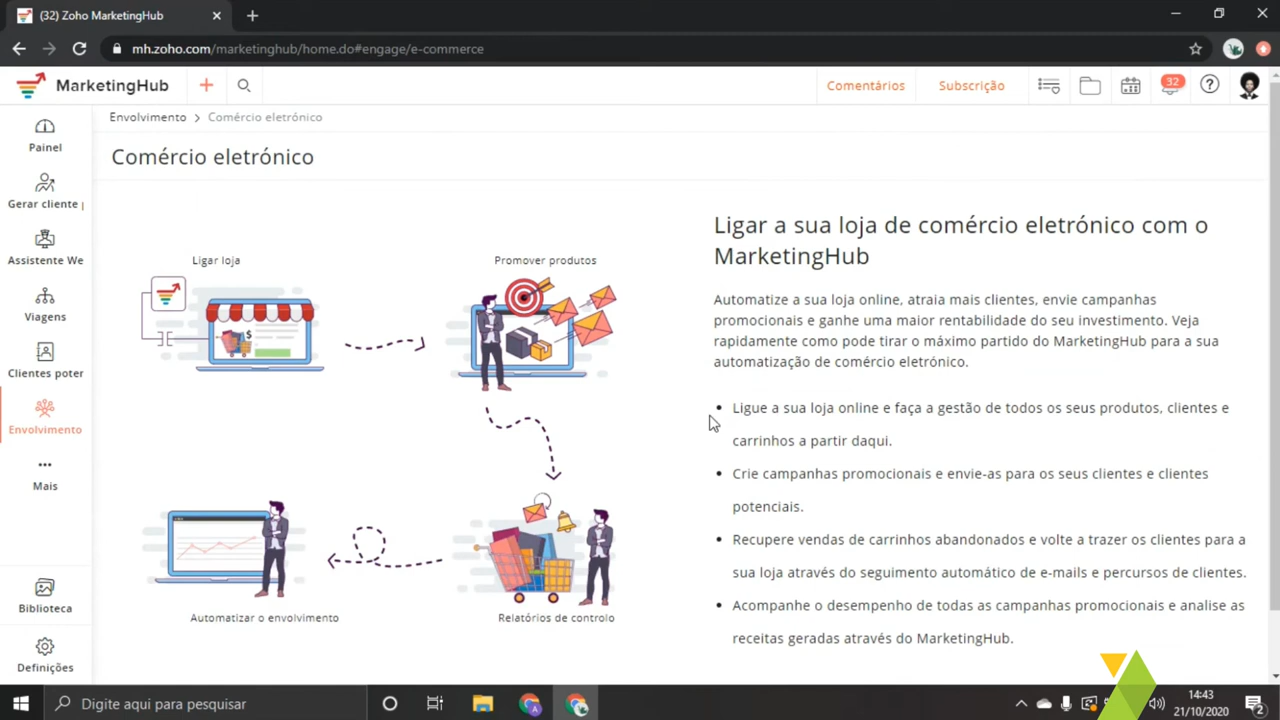 (32) Zoho MarketingHub
mh.zoho.com/marketinghub/home.do#engage/e-commerce
MarketingHub
Comentários
Subscrição
32
Envolvimento > Comércio eletrónico
Painel
Gerar cliente
Assistente We
Viagens
Clientes poter
Envolvimento
Mais
Biblioteca
Definições
Comércio eletrónico
Ligar loja
Promover produtos
$
Automatizar o envolvimento
Relatórios de controlo
Ligar a sua loja de comércio eletrónico com o
MarketingHub
Automatize a sua loja online, atraia mais clientes, envie campanhas
promocionais e ganhe uma maior rentabilidade do seu investimento. Veja
rapidamente como pode tirar o máximo partido do MarketingHub para a sua
automatização de comércio eletrónico.
• Ligue a sua loja online e faça a gestão de todos os seus produtos, clientes e
carrinhos a partir daqui.
• Crie campanhas promocionais e envie-as para os seus clientes e clientes
potenciais.
• Recupere vendas de carrinhos abandonados e volte a trazer os clientes para a
sua loja através do seguimento automático de e-mails e percursos de clientes.
• Acompanhe o desempenho de todas as campanhas promocionais e analise as
receitas geradas através do MarketingHub.
Digite aqui para pesquisar
14:43
21/10/2020
2